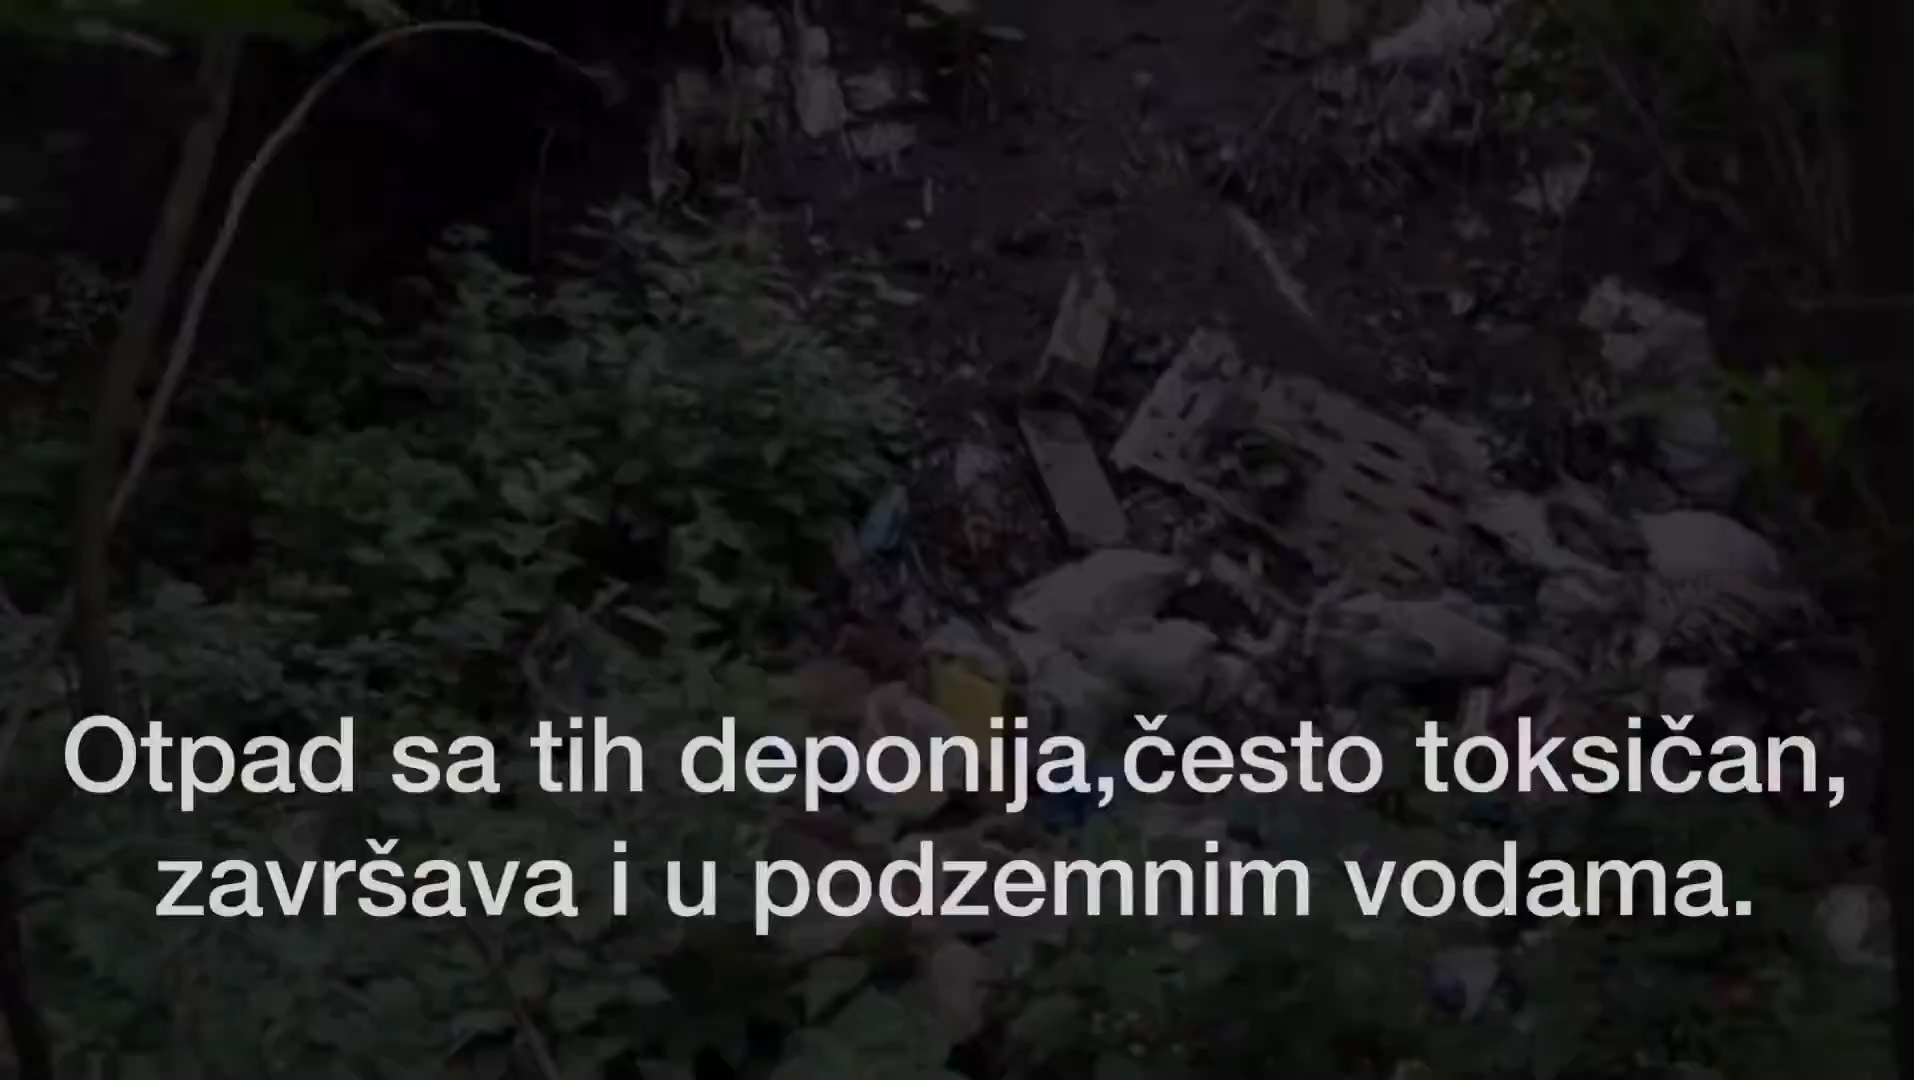 Otpad sa tih deponija,često toksičan,
završava i u podzemnim vodama.